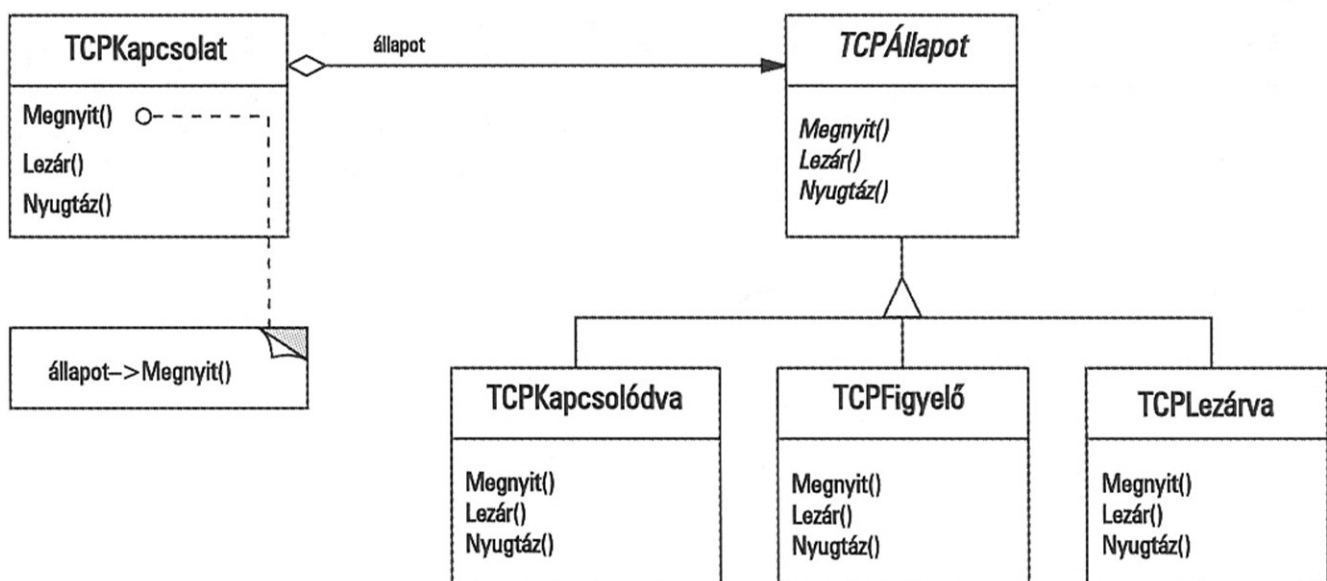 TCPKapcsolat
Megnyit()
Lezár()
Nyugtáz()
állapot
TCPÁllapot
Megnyit()
Lezár()
Nyugtáz()
állapot–>Megnyit()
TCPKapcsolódva
Megnyit()
Lezár()
Nyugtáz()
TCPFigyelő
Megnyit()
Lezár()
Nyugtáz()
TCPLezárva
Megnyit()
Lezár()
Nyugtáz()